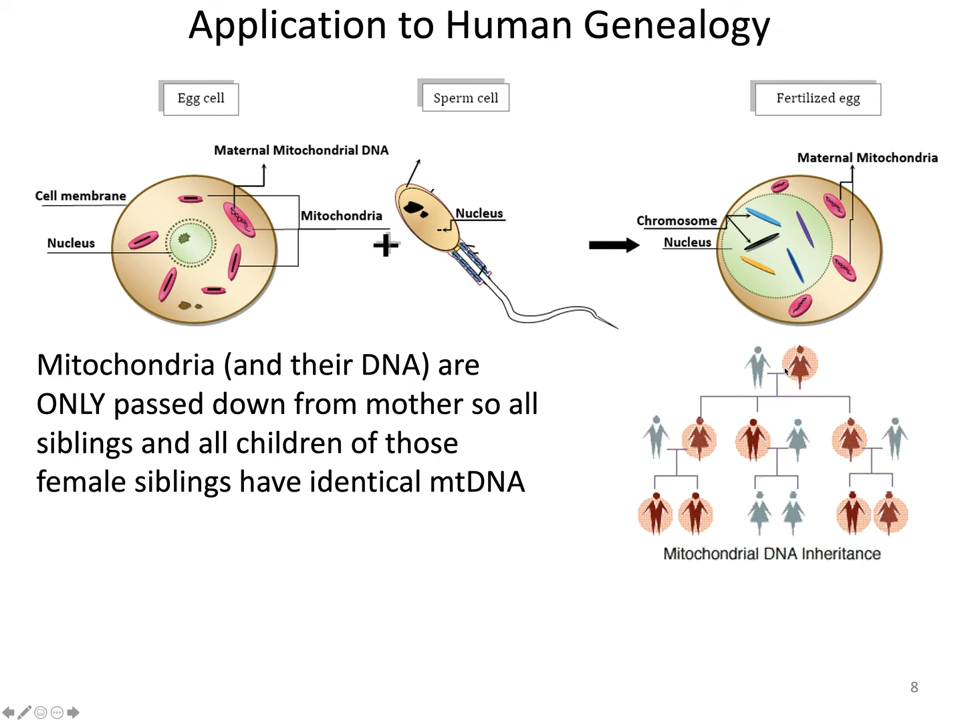 Application to Human Genealogy
Egg cell
Sperm cell
Fertilized egg
Maternal Mitochondrial DNA
Cell membrane
Mitochondria
Nucleus
Nucleus
Maternal Mitochondria
Chromosome
Nucleus
+
Mitochondria (and their DNA) are
ONLY passed down from mother so all
siblings and all children of those
female siblings have identical mtDNA
Mitochondrial DNA Inheritance
8